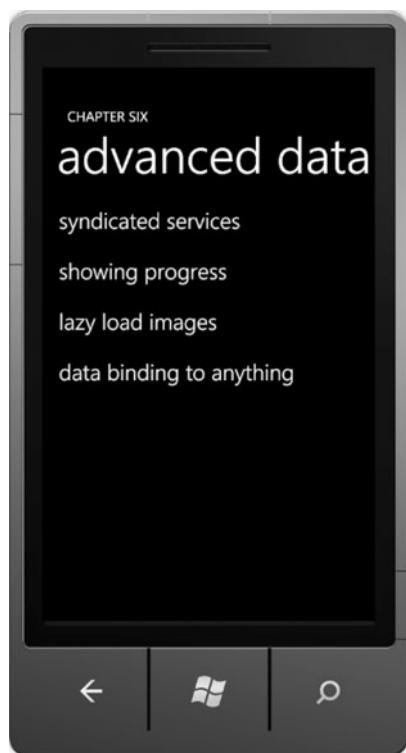 CHAPTER SIX
advanced data
syndicated services
showing progress
lazy load images
data binding to anything